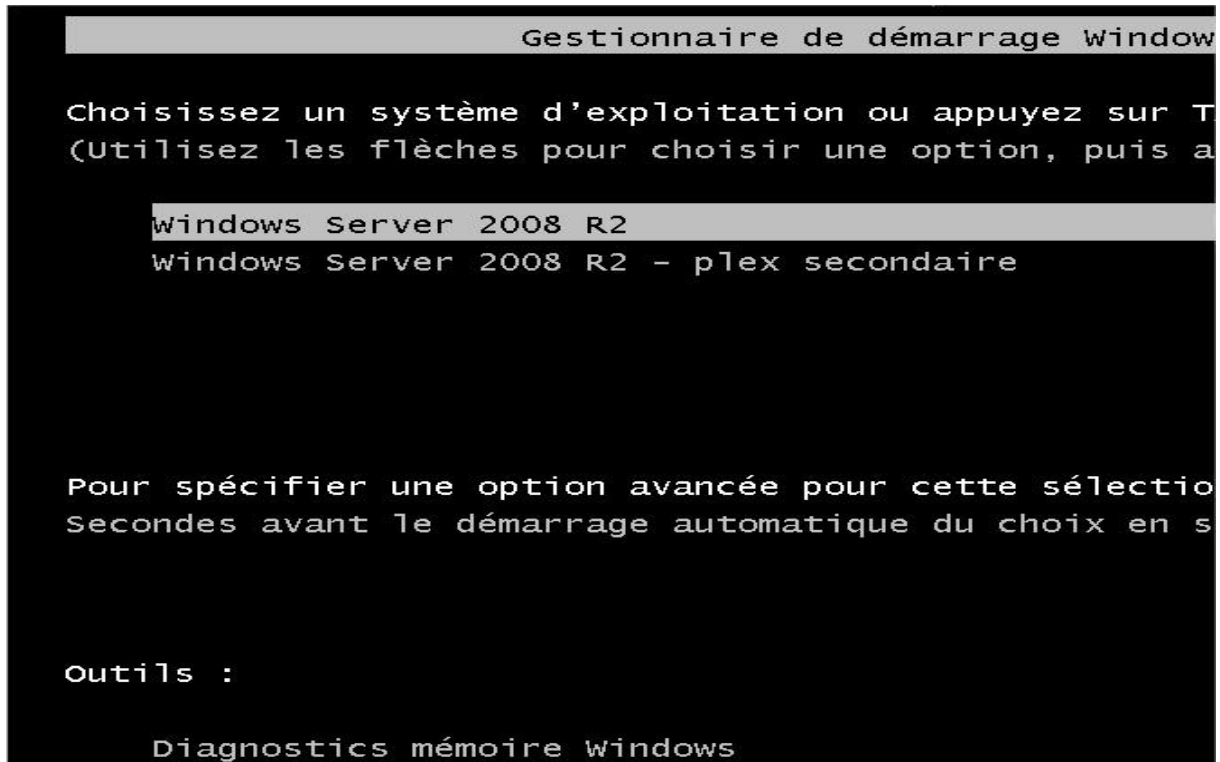 Gestionnaire de démarrage Window
Choisissez un système d'exploitation ou appuyez sur T
(Utilisez les flèches pour choisir une option, puis a
Windows Server 2008 R2
Windows Server 2008 R2 – plex secondaire
Pour spécifier une option avancée pour cette sélectio
Secondes avant le démarrage automatique du choix en s
Outils :
Diagnostics mémoire Windows